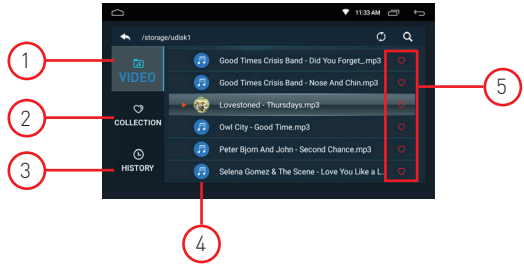 11:33 AM
/storage/udisk1
1
VIDEO
Good Times Crisis Band - Did You Forget_.mp3
Good Times Crisis Band - Nose And Chin.mp3
5
2
COLLECTION
Lovestoned - Thursdays.mp3
Owl City - Good Time.mp3
3
HISTORY
Peter Bjorn And John - Second Chance.mp3
Selena Gomez & The Scene - Love You Like a L..
4